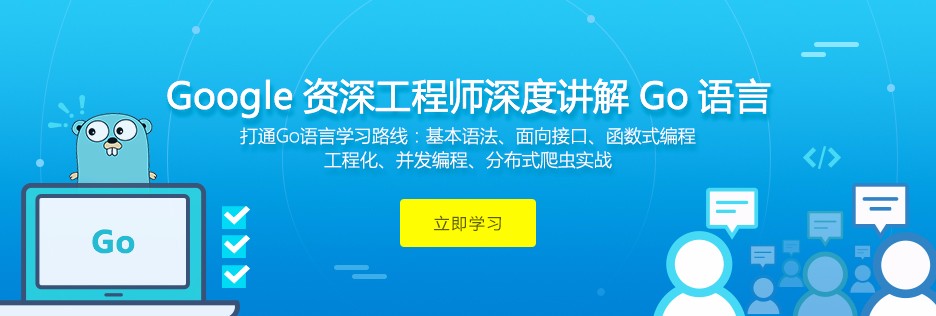 Google 资深工程师深度讲解 Go 语言
打通Go语言学习路线：基本语法、面向接口、函数式编程
工程化、并发编程、分布式爬虫实战
立即学习
Go
</>